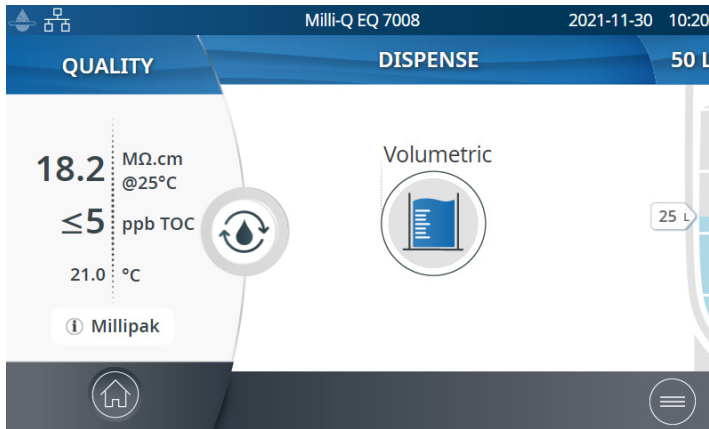 Milli-Q EQ 7008
2021-11-30 10:20
QUALITY
DISPENSE
50 L
18.2 MΩ.cm
@25°C
≤5 ppb TOC
21.0 °C
Millipak
Volumetric
25 L